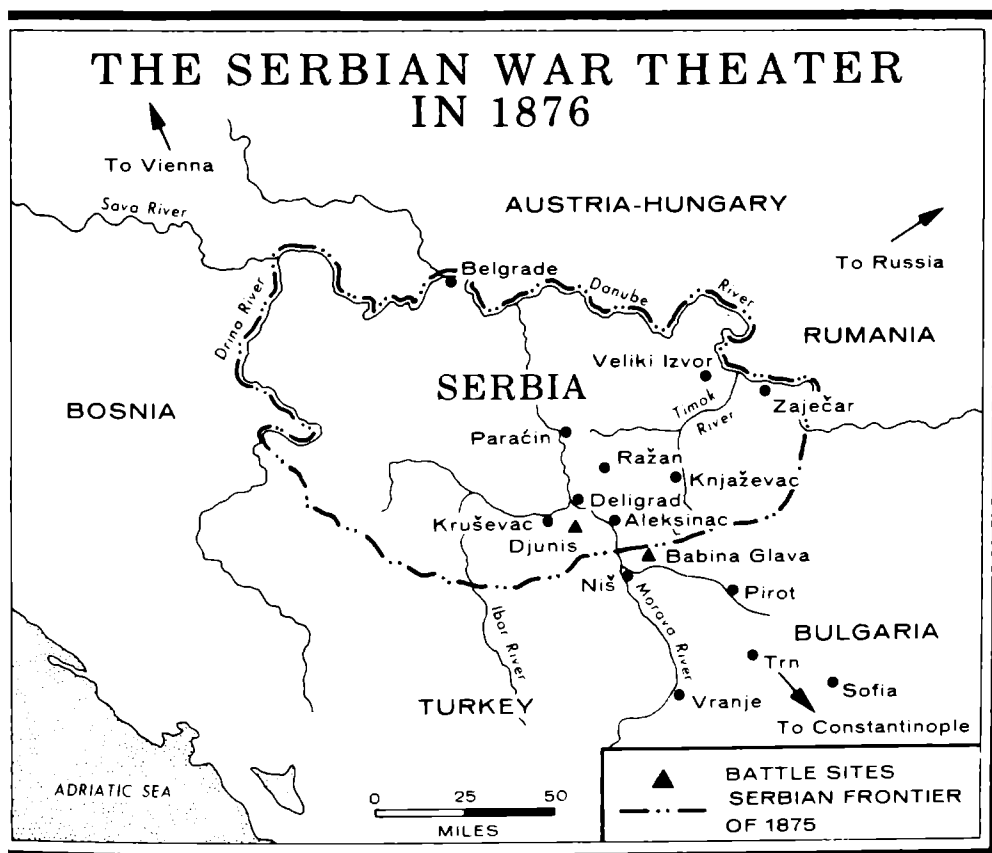 THE SERBIAN WAR THEATER
IN 1876
To Vienna
Sava River
AUSTRIA-HUNGARY
To Russia
Belgrade
Danube
River
Drina River
RUMANIA
Veliki Izvor
SERBIA
BOSNIA
Zaječar
Timok
River
Paraćin
Ražan
Knjaževac
Deligrad
Kruševac
Aleksinac
Djunis
Babina Glava
Niš
Morava River
Pirot
Ibar River
BULGARIA
Trn
Sofia
TURKEY
Vranje
To Constantinople
ADRIATIC SEA
0 25 50
MILES
BATTLE SITES
SERBIAN FRONTIER
OF 1875